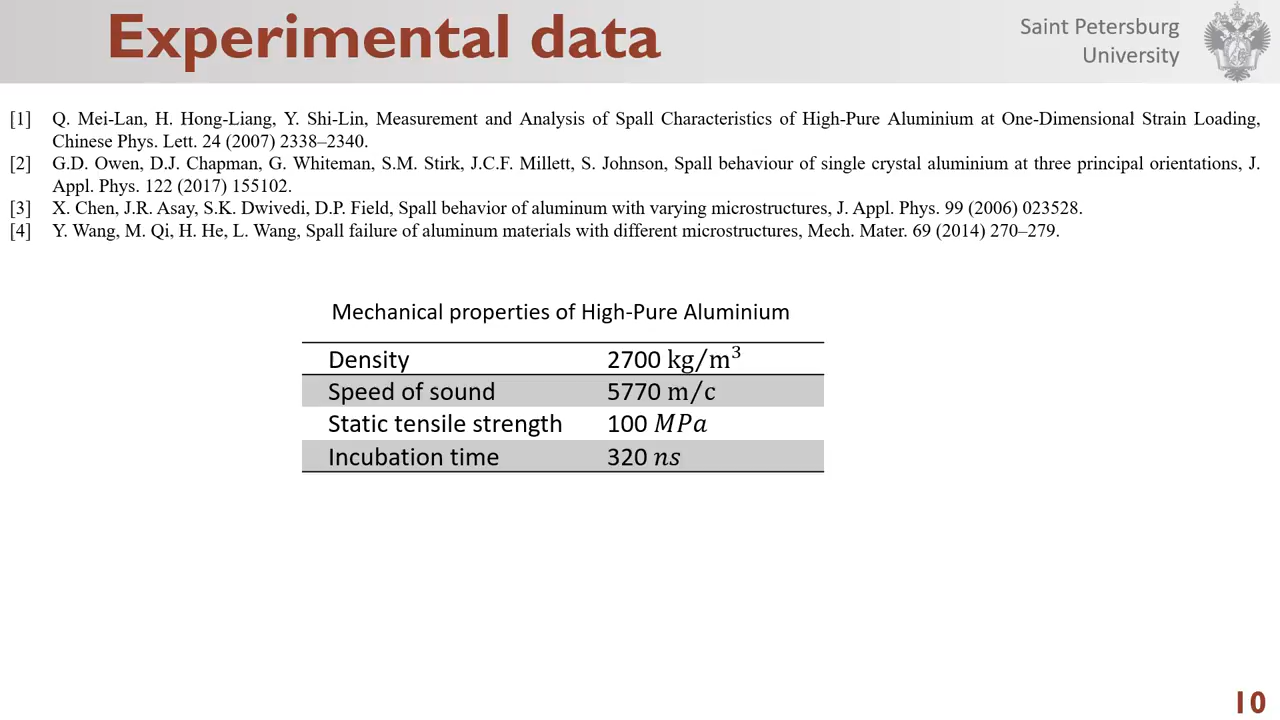 Experimental data
Saint Petersburg
University
[1] Q. Mei-Lan, H. Hong-Liang, Y. Shi-Lin, Measurement and Analysis of Spall Characteristics of High-Pure Aluminium at One-Dimensional Strain Loading,
Chinese Phys. Lett. 24 (2007) 2338–2340.
[2] G.D. Owen, D.J. Chapman, G. Whiteman, S.M. Stirk, J.C.F. Millett, S. Johnson, Spall behaviour of single crystal aluminium at three principal orientations, J.
Appl. Phys. 122 (2017) 155102.
[3] X. Chen, J.R. Asay, S.K. Dwivedi, D.P. Field, Spall behavior of aluminum with varying microstructures, J. Appl. Phys. 99 (2006) 023528.
[4] Y. Wang, M. Qi, H. He, L. Wang, Spall failure of aluminum materials with different microstructures, Mech. Mater. 69 (2014) 270–279.
Mechanical properties of High-Pure Aluminium
Density 2700 kg/m³
Speed of sound 5770 m/c
Static tensile strength 100 MPa
Incubation time 320 ns
10